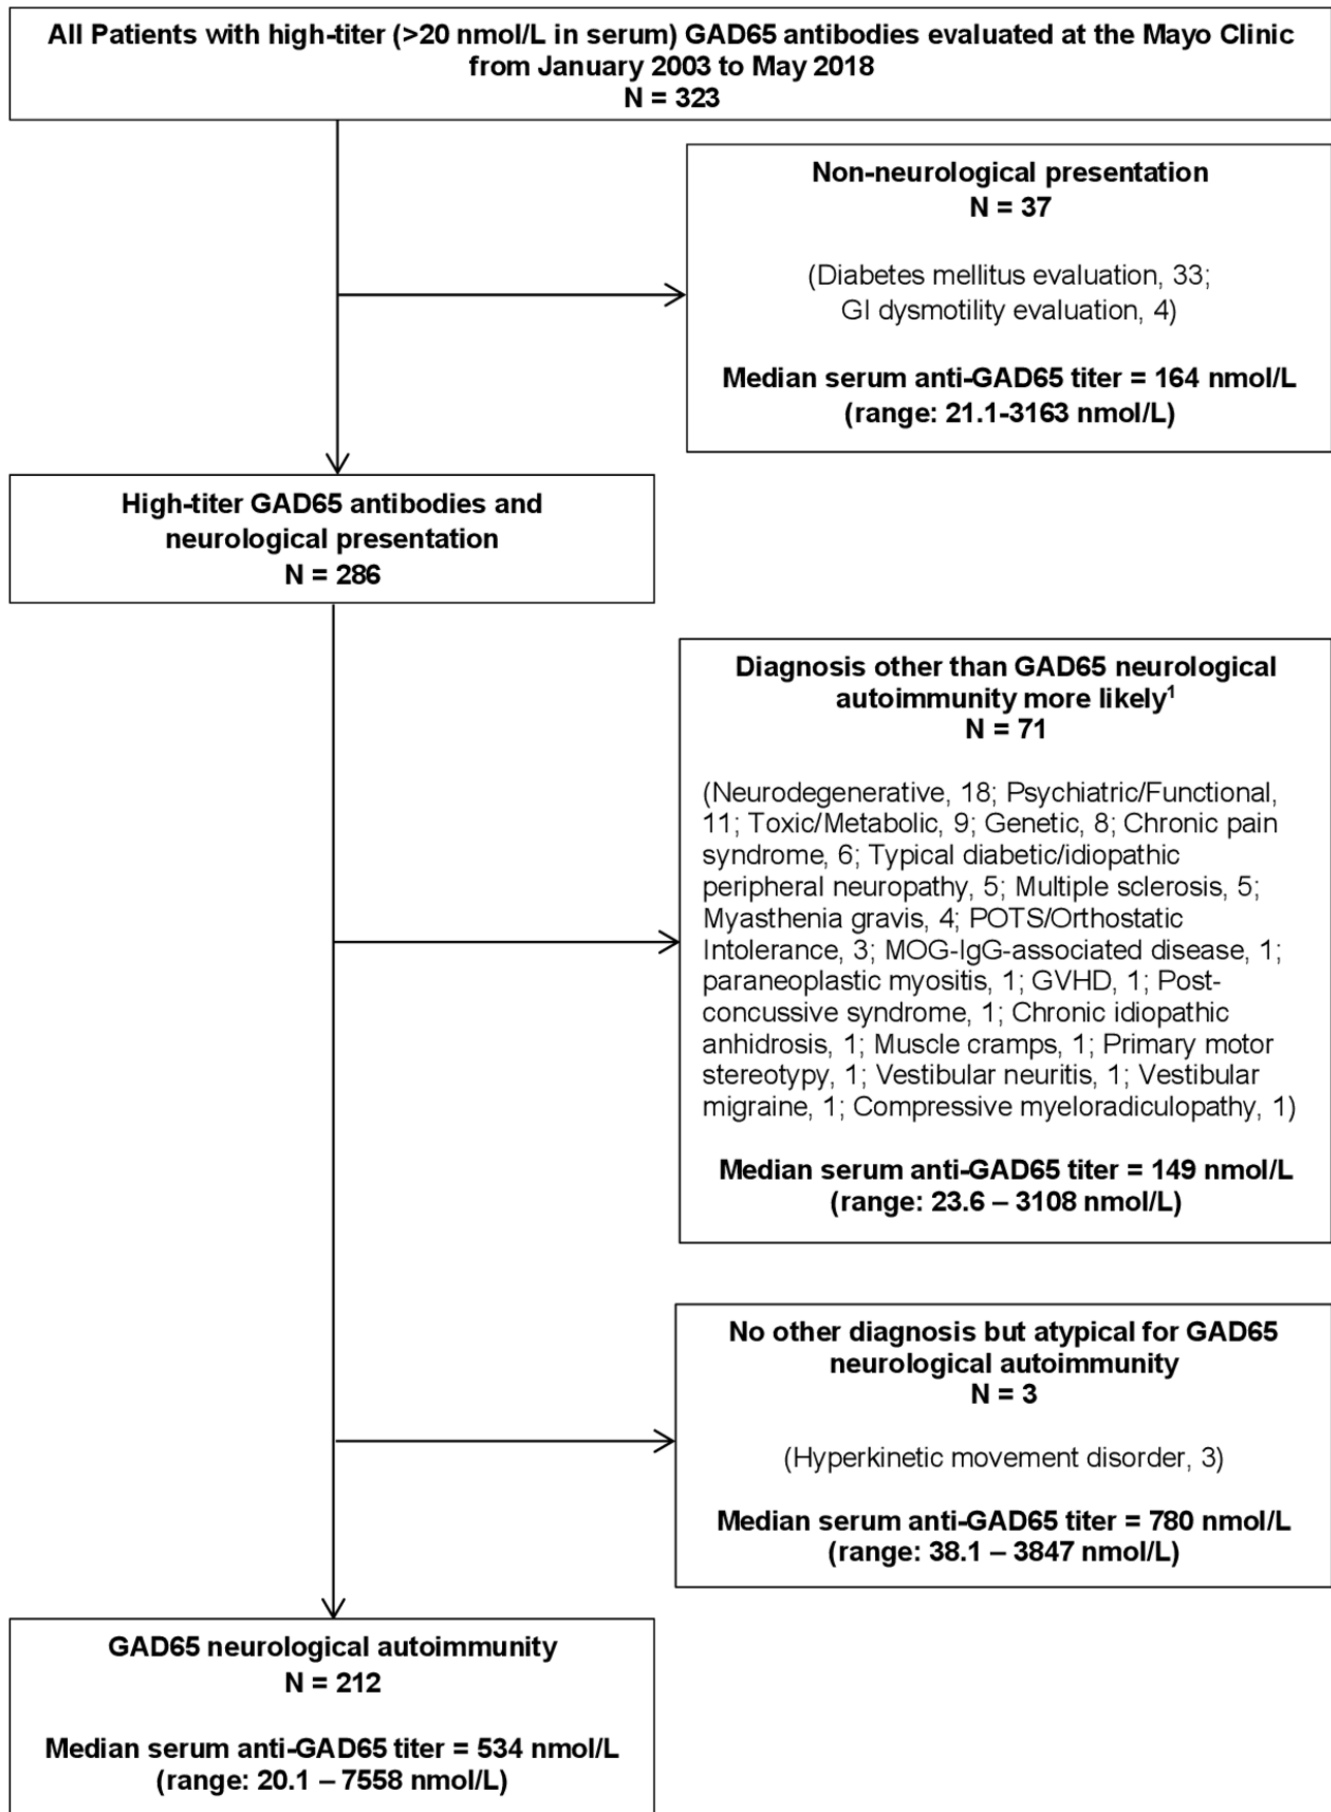 All Patients with high-titer (>20 nmol/L in serum) GAD65 antibodies evaluated at the Mayo Clinic
from January 2003 to May 2018
N = 323
Non-neurological presentation
N = 37
(Diabetes mellitus evaluation, 33;
GI dysmotility evaluation, 4)
Median serum anti-GAD65 titer = 164 nmol/L
(range: 21.1-3163 nmol/L)
High-titer GAD65 antibodies and
neurological presentation
N = 286
Diagnosis other than GAD65 neurological
autoimmunity more likely¹
N = 71
(Neurodegenerative, 18; Psychiatric/Functional,
11; Toxic/Metabolic, 9; Genetic, 8; Chronic pain
syndrome, 6; Typical diabetic/idiopathic
peripheral neuropathy, 5; Multiple sclerosis, 5;
Myasthenia gravis, 4; POTS/Orthostatic
Intolerance, 3; MOG-IgG-associated disease, 1;
paraneoplastic myositis, 1; GVHD, 1; Post-
concussive syndrome, 1; Chronic idiopathic
anhidrosis, 1; Muscle cramps, 1; Primary motor
stereotypy, 1; Vestibular neuritis, 1; Vestibular
migraine, 1; Compressive myeloradiculopathy, 1)
Median serum anti-GAD65 titer = 149 nmol/L
(range: 23.6 – 3108 nmol/L)
No other diagnosis but atypical for GAD65
neurological autoimmunity
N = 3
(Hyperkinetic movement disorder, 3)
Median serum anti-GAD65 titer = 780 nmol/L
(range: 38.1 – 3847 nmol/L)
GAD65 neurological autoimmunity
N = 212
Median serum anti-GAD65 titer = 534 nmol/L
(range: 20.1 – 7558 nmol/L)